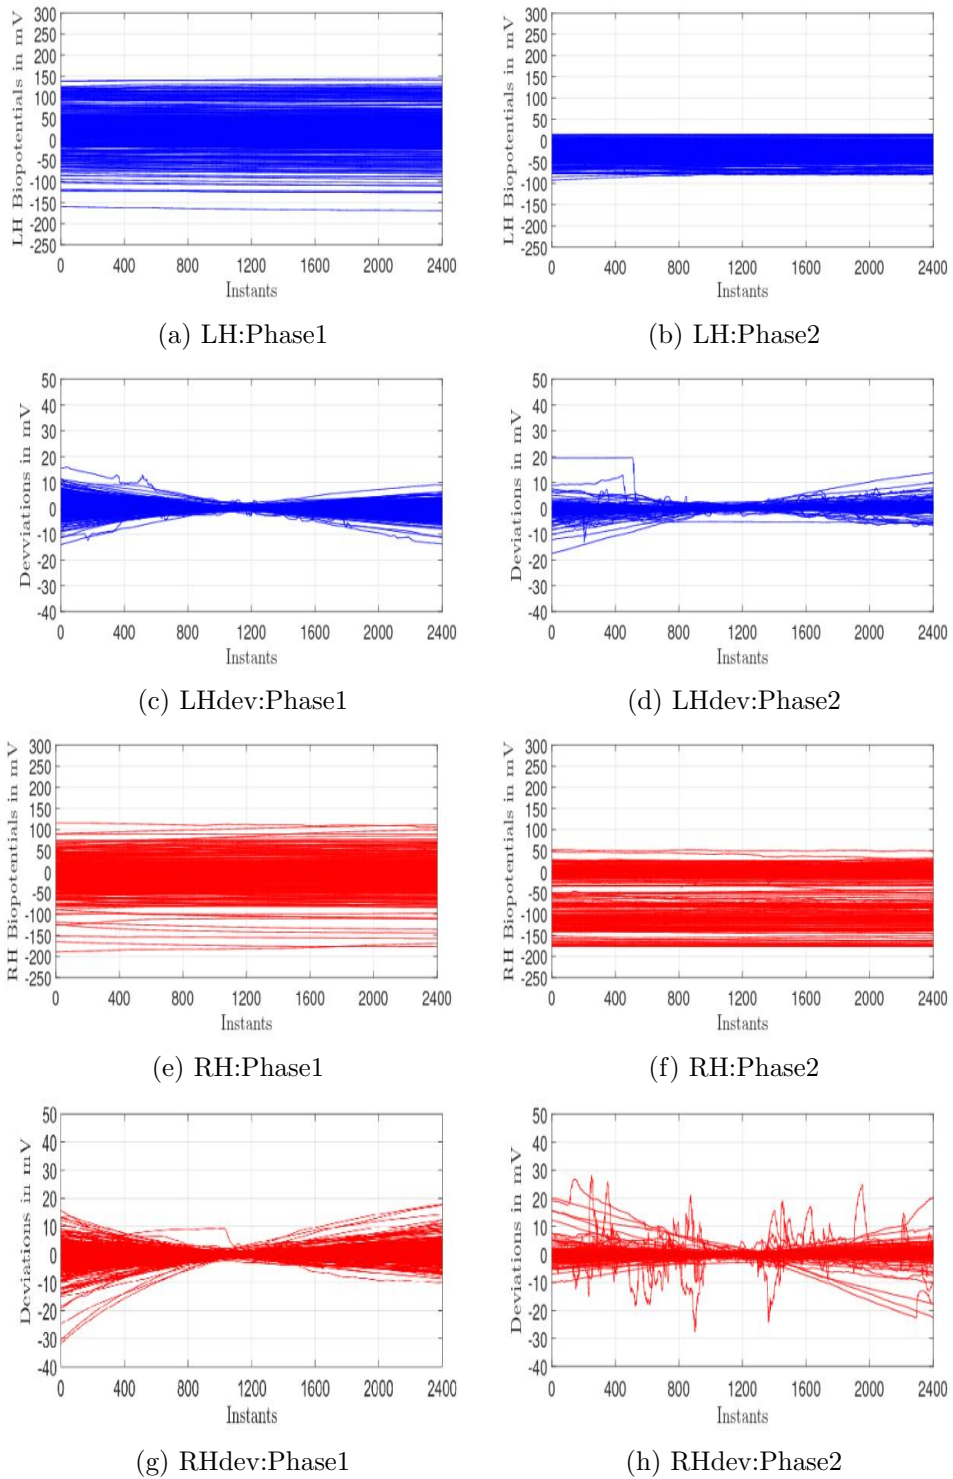 300
250
200
150
100
50
0
-50
-100
-150
-200
-250
LH Biopotentials in mV
0 400 800 1200 1600 2000 2400
Instants
(a) LH:Phase1
300
250
200
150
100
50
0
-50
-100
-150
-200
-250
LH Biopotentials in mV
0 400 800 1200 1600 2000 2400
Instants
(b) LH:Phase2
50
40
30
20
10
0
-10
-20
-30
-40
Devviations in mV
0 400 800 1200 1600 2000 2400
Instants
(c) LHdev:Phase1
50
40
30
20
10
0
-10
-20
-30
-40
Deviations in mV
0 400 800 1200 1600 2000 2400
Instants
(d) LHdev:Phase2
300
250
200
150
100
50
0
-50
-100
-150
-200
-250
RH Biopotentials in mV
0 400 800 1200 1600 2000 2400
Instants
(e) RH:Phase1
300
250
200
150
100
50
0
-50
-100
-150
-200
-250
RH Biopotentials in mV
0 400 800 1200 1600 2000 2400
Instants
(f) RH:Phase2
50
40
30
20
10
0
-10
-20
-30
-40
Deviations in mV
0 400 800 1200 1600 2000 2400
Instants
(g) RHdev:Phase1
50
40
30
20
10
0
-10
-20
-30
-40
Deviations in mV
0 400 800 1200 1600 2000 2400
Instants
(h) RHdev:Phase2